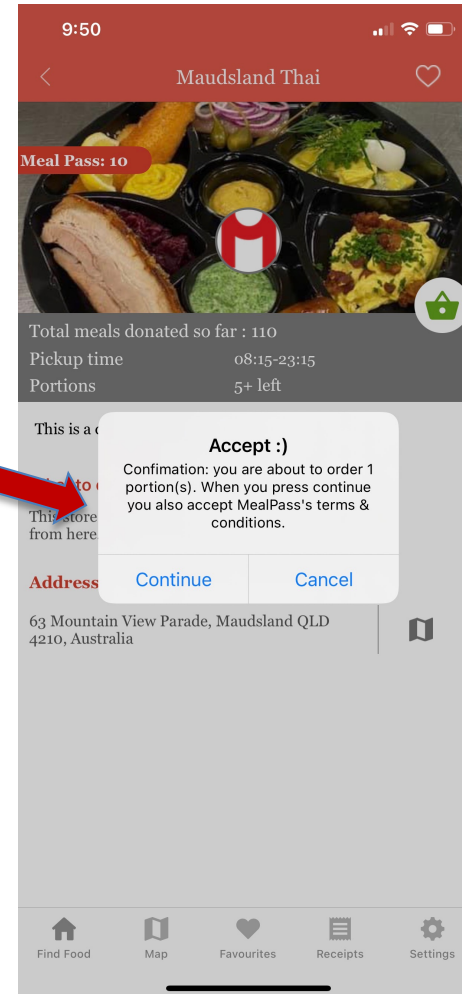 9:50
Maudsland Thai
Meal Pass: 10
Total meals donated so far : 110
Pickup time 08:15-23:15
Portions 5+ left
This is a
Accept :)
Confimation: you are about to order 1
portion(s). When you press continue
you also accept MealPass's terms &
conditions.
Continue Cancel
to
This store
from here
Address
63 Mountain View Parade, Maudsland QLD
4210, Australia
Find Food Map Favourites Receipts Settings